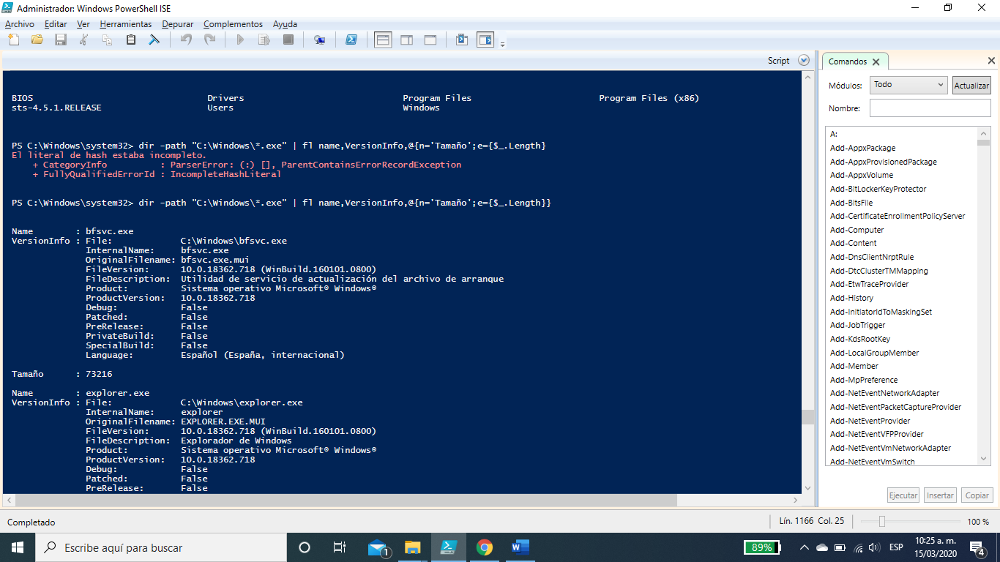 Administrador: Windows PowerShell ISE
Archivo Editar Ver Herramientas Depurar Complementos Ayuda
Script
BIOS Drivers Program Files Program Files (x86)
sts-4.5.1.RELEASE Users Windows
PS C:\Windows\system32> dir -path "C:\Windows\*.exe" | fl name,VersionInfo,@{n='Tamaño';e={$_.Length}
El literal de hash estaba incompleto.
+ CategoryInfo : ParserError: (:) [], ParentContainsErrorRecordException
+ FullyQualifiedErrorId : IncompleteHashLiteral
PS C:\Windows\system32> dir -path "C:\Windows\*.exe" | fl name,VersionInfo,@{n='Tamaño';e={$_.Length}}
Name : bfsvc.exe
VersionInfo : File: C:\Windows\bfsvc.exe
InternalName: bfsvc.exe
OriginalFilename: bfsvc.exe.mui
FileVersion: 10.0.18362.718 (WinBuild.160101.0800)
FileDescription: Utilidad de servicio de actualización del archivo de arranque
Product: Sistema operativo Microsoft® Windows®
ProductVersion: 10.0.18362.718
Debug: False
Patched: False
PreRelease: False
PrivateBuild: False
SpecialBuild: False
Language: Español (España, internacional)
Tamaño : 73216
Name : explorer.exe
VersionInfo : File: C:\Windows\explorer.exe
InternalName: explorer
OriginalFilename: EXPLORER.EXE.MUI
FileVersion: 10.0.18362.718 (WinBuild.160101.0800)
FileDescription: Explorador de Windows
Product: Sistema operativo Microsoft® Windows®
ProductVersion: 10.0.18362.718
Debug: False
Patched: False
PreRelease: False
Comandos
Módulos: Todo Actualizar
Nombre:
A:
Add-AppxPackage
Add-AppxProvisionedPackage
Add-AppxVolume
Add-BitLockerKeyProtector
Add-BitsFile
Add-CertificateEnrollmentPolicyServer
Add-Computer
Add-Content
Add-DnsClientNrptRule
Add-DtcClusterTMMapping
Add-EtwTraceProvider
Add-History
Add-InitiatorIdToMaskingSet
Add-JobTrigger
Add-KdsRootKey
Add-LocalGroupMember
Add-Member
Add-MpPreference
Add-NetEventNetworkAdapter
Add-NetEventPacketCaptureProvider
Add-NetEventProvider
Add-NetEventVFPProvider
Add-NetEventVmNetworkAdapter
Add-NetEventVmSwitch
Ejecutar Insertar Copiar
Completado
Lín. 1166 Col. 25
100 %
Escribe aquí para buscar
1
89%
ESP
10:25 a. m.
15/03/2020
4